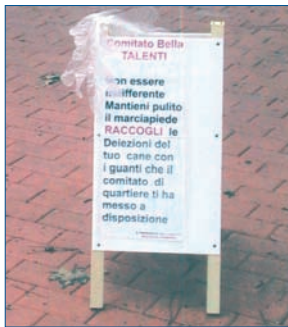 Comitato Bella
TALENTI
Non essere
indifferente
Mantieni pulito
il marciapiede
RACCOGLI le
Deiezioni del
tuo cane con
i guanti che il
comitato di
quartiere ti ha
messo a
disposizione